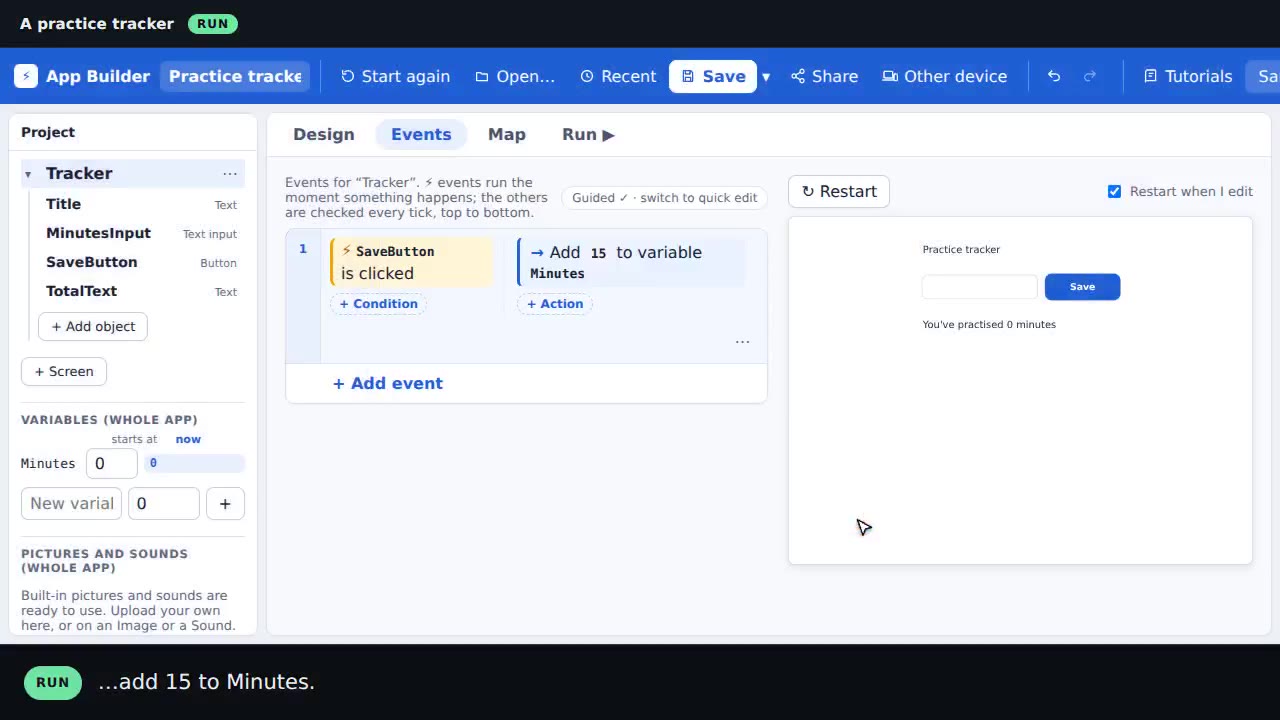 A practice tracker RUN
⚡ App Builder Practice tracke Start again Open... Recent Save ▼ Share Other device Tutorials Sa
Project
Design Events Map Run ▶
▾ Tracker ...
Title Text
MinutesInput Text input
SaveButton Button
TotalText Text
+ Add object
+ Screen
VARIABLES (WHOLE APP)
starts at now
Minutes 0 0
New varial 0 +
PICTURES AND SOUNDS
(WHOLE APP)
Built-in pictures and sounds are
ready to use. Upload your own
here, or on an Image or a Sound.
Events for “Tracker”. ⚡ events run the
moment something happens; the others
are checked every tick, top to bottom.
Guided ✓ · switch to quick edit
1
⚡ SaveButton
is clicked
→ Add 15 to variable
Minutes
+ Condition
+ Action
...
+ Add event
↻ Restart
Restart when I edit
Practice tracker
Save
You've practised 0 minutes
RUN ...add 15 to Minutes.